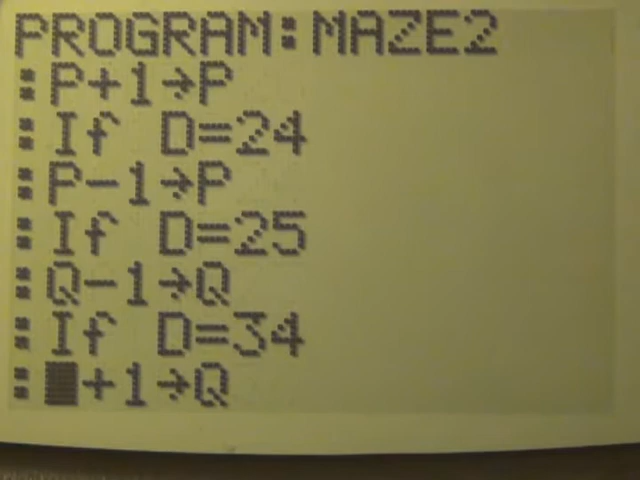 PROGRAM:MAZE2
:P+1→P
:If D=24
:P-1→P
:If D=25
:Q-1→Q
:If D=34
:█+1→Q